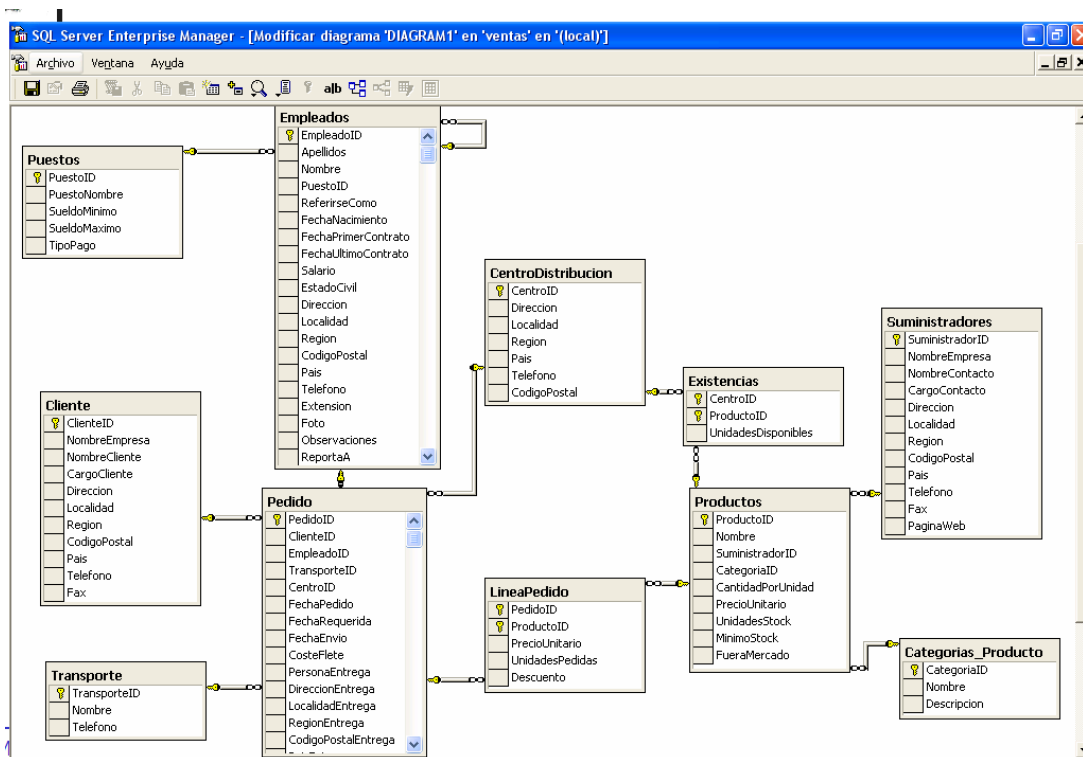 SQL Server Enterprise Manager - [Modificar diagrama 'DIAGRAM1' en 'ventas' en '(local)']
Archivo Ventana Ayuda
alb
Empleados
EmpleadoID
Apellidos
Nombre
PuestoID
ReferirseComo
FechaNacimiento
FechaPrimerContrato
FechaUltimoContrato
Salario
EstadoCivil
Direccion
Localidad
Region
CodigoPostal
Pais
Telefono
Extension
Foto
Observaciones
ReportaA
Puestos
PuestoID
PuestoNombre
SueldoMinimo
SueldoMaximo
TipoPago
CentroDistribucion
CentroID
Direccion
Localidad
Region
Pais
Telefono
CodigoPostal
Suministradores
SuministradorID
NombreEmpresa
NombreContacto
CargoContacto
Direccion
Localidad
Region
CodigoPostal
Pais
Telefono
Fax
PaginaWeb
Existencias
CentroID
ProductoID
UnidadesDisponibles
Cliente
ClienteID
NombreEmpresa
NombreCliente
CargoCliente
Direccion
Localidad
Region
CodigoPostal
Pais
Telefono
Fax
Pedido
PedidoID
ClienteID
EmpleadoID
TransporteID
CentroID
FechaPedido
FechaRequerida
FechaEnvio
CosteFlete
PersonaEntrega
DireccionEntrega
LocalidadEntrega
RegionEntrega
CodigoPostalEntrega
Productos
ProductoID
Nombre
SuministradorID
CategoriaID
CantidadPorUnidad
PrecioUnitario
UnidadesStock
MinimoStock
FueraMercado
LineaPedido
PedidoID
ProductoID
PrecioUnitario
UnidadesPedidas
Descuento
Categorias_Producto
CategoriaID
Nombre
Descripcion
Transporte
TransporteID
Nombre
Telefono